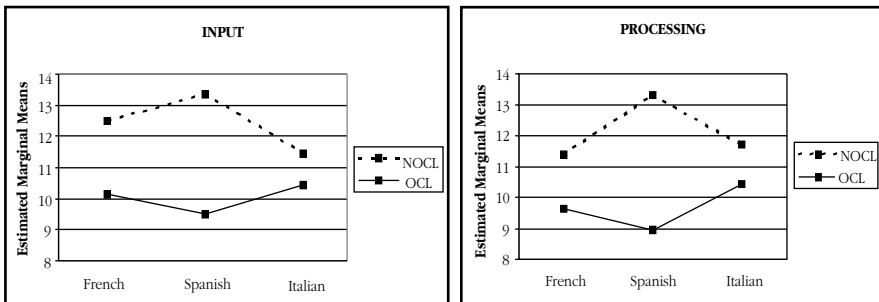 INPUT
Estimated Marginal Means
14
13
12
11
10
9
8
French Spanish Italian
NOCL
OCL
PROCESSING
Estimated Marginal Means
14
13
12
11
10
9
8
French Spanish Italian
NOCL
OCL